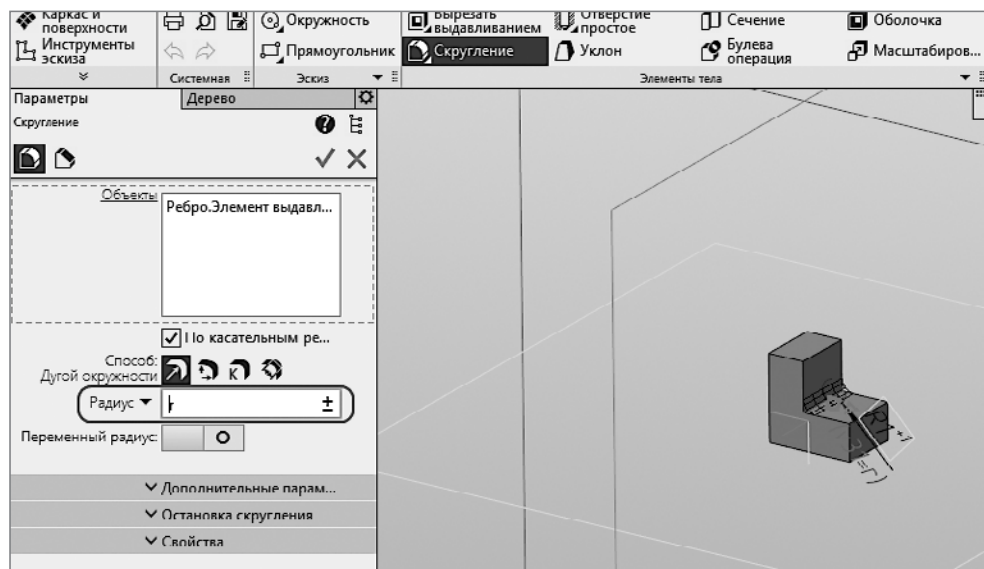 Каркас и
поверхности
Инструменты
эскиза
Системная
Окружность
Прямоугольник
Эскиз
Вырезать
выдавливанием
Скругление
Отверстие
простое
Уклон
Сечение
Булева
операция
Оболочка
Масштабиров...
Элементы тела
Параметры
Дерево
Скругление
Объекты
Ребро.Элемент выдавл...
По касательным ре...
Способ:
Дугой окружности
Радиус
Переменный радиус:
Дополнительные парам...
Остановка скругления
Свойства